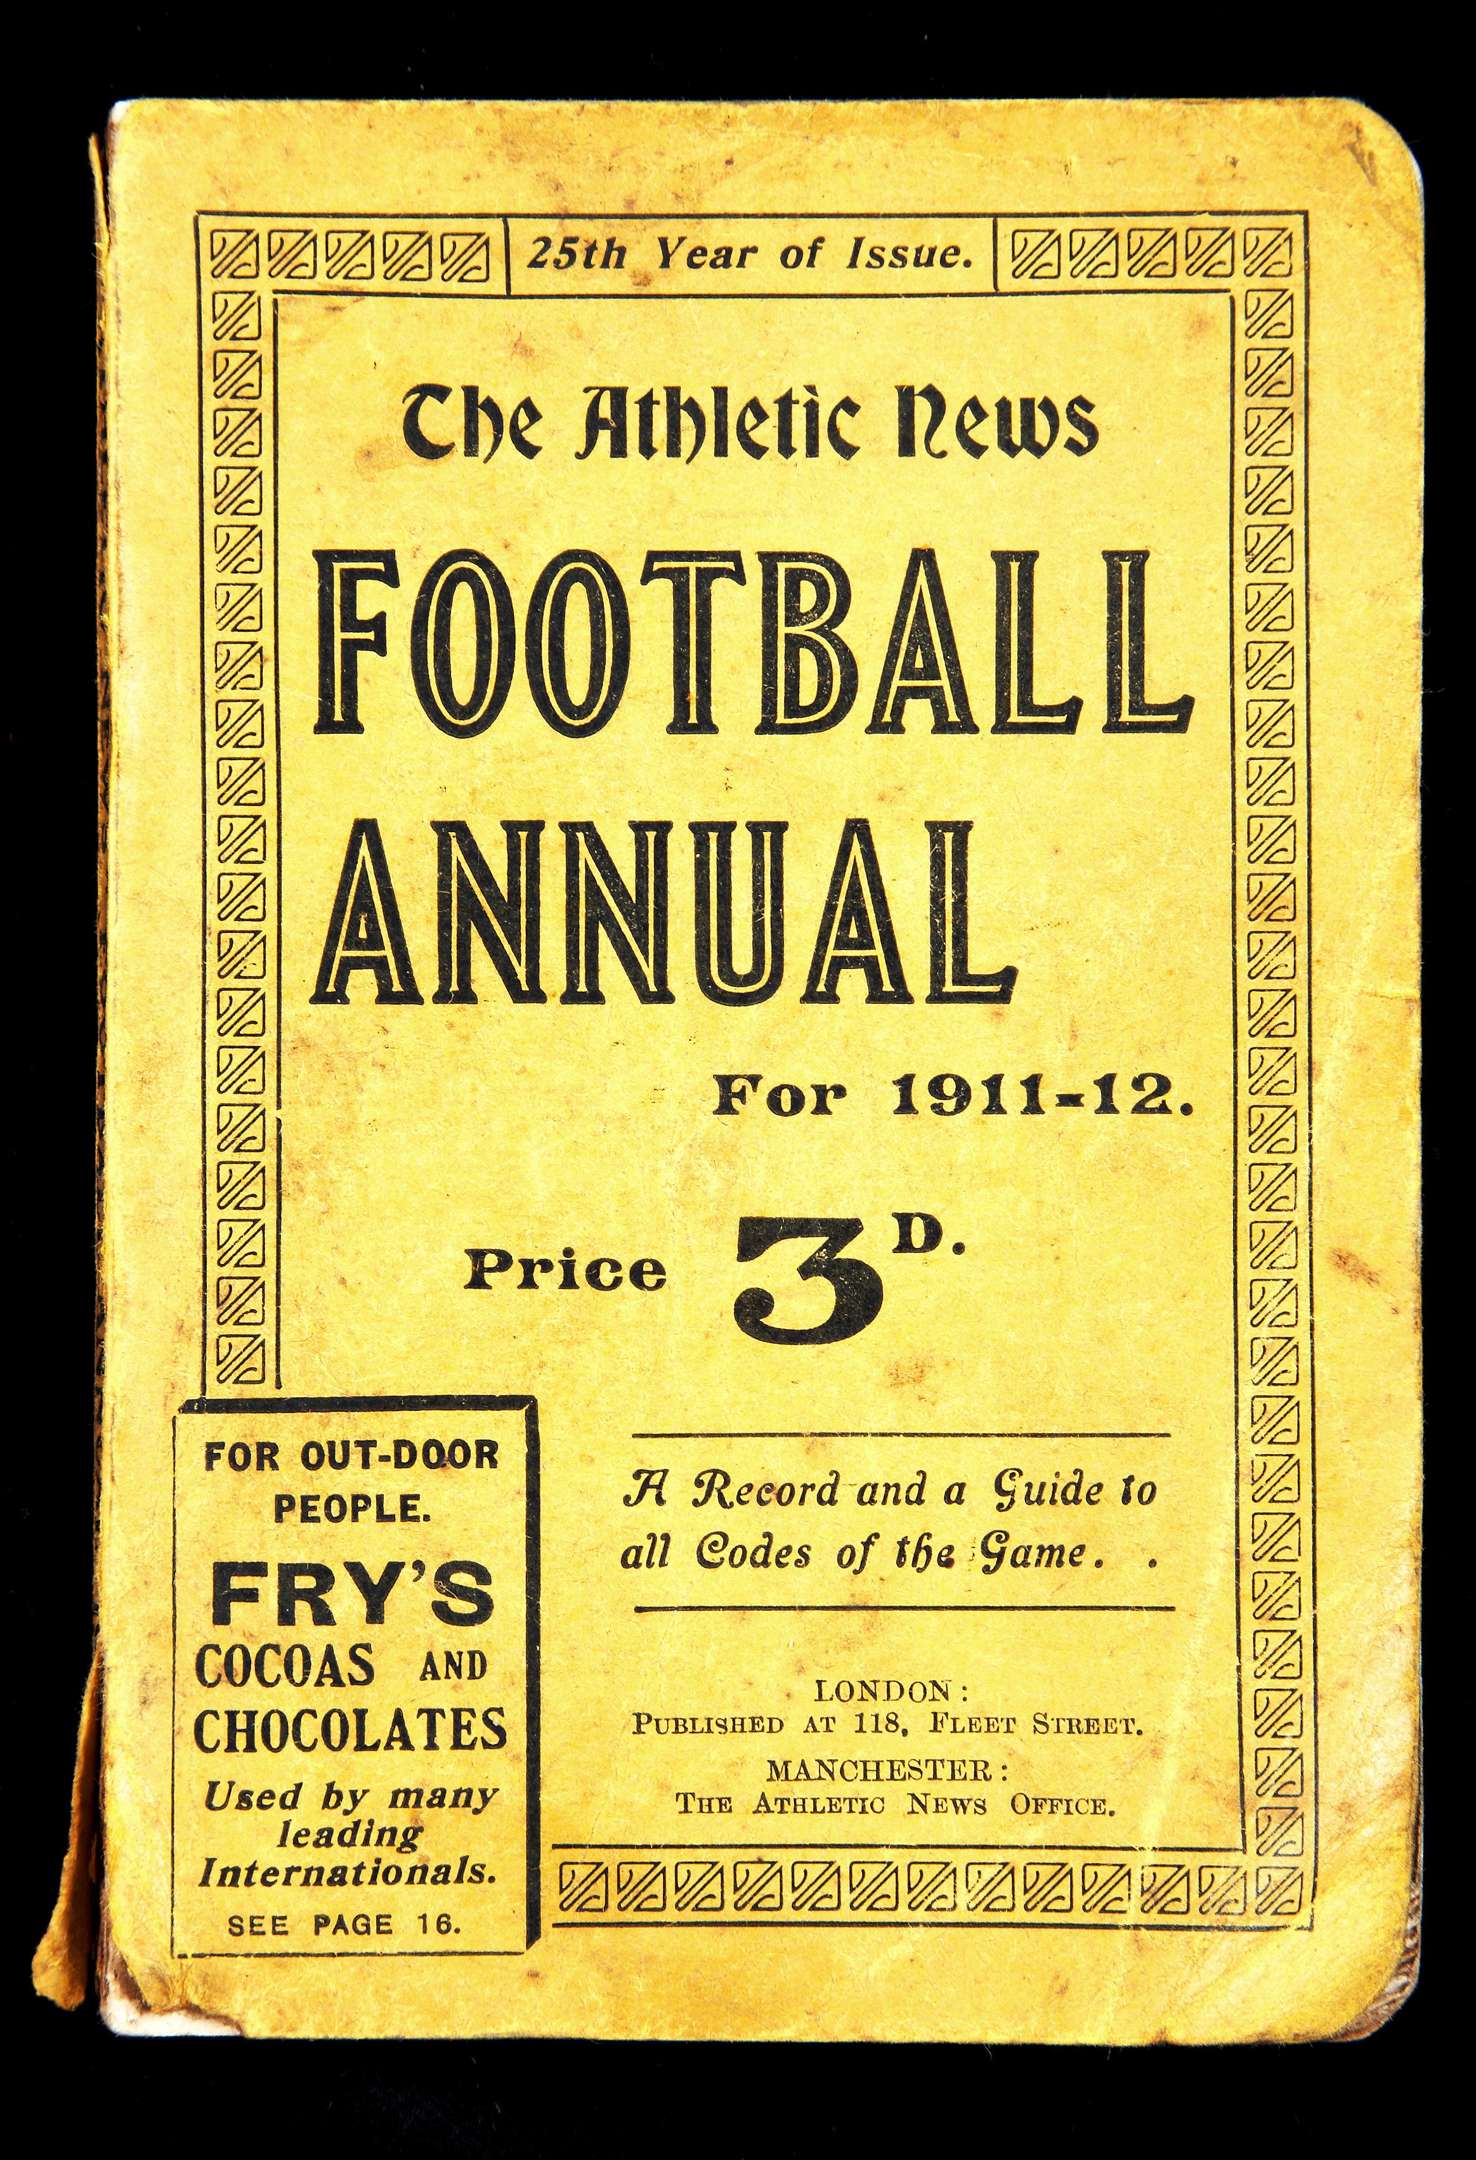 25th Year of Issue.
The Athletic News
FOOTBALL
ANNUAL
For 1911-12.
Price 3D.
A Record and a Guide to
all Codes of the Game. .
LONDON:
PUBLISHED AT 118, FLEET STREET.
MANCHESTER:
THE ATHLETIC NEWS OFFICE.
FOR OUT-DOOR
PEOPLE.
FRY'S
COCOAS AND
CHOCOLATES
Used by many
leading
Internationals.
SEE PAGE 16.